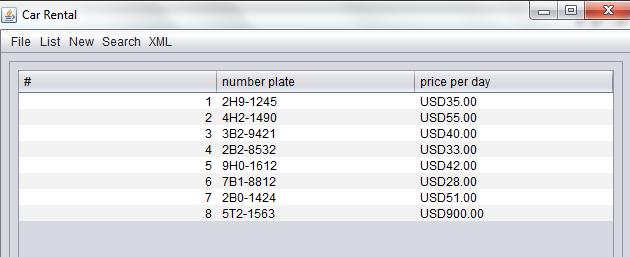 Car Rental
File List New Search XML
# number plate price per day
1 2H9-1245 USD35.00
2 4H2-1490 USD55.00
3 3B2-9421 USD40.00
4 2B2-8532 USD33.00
5 9H0-1612 USD42.00
6 7B1-8812 USD28.00
7 2B0-1424 USD51.00
8 5T2-1563 USD900.00